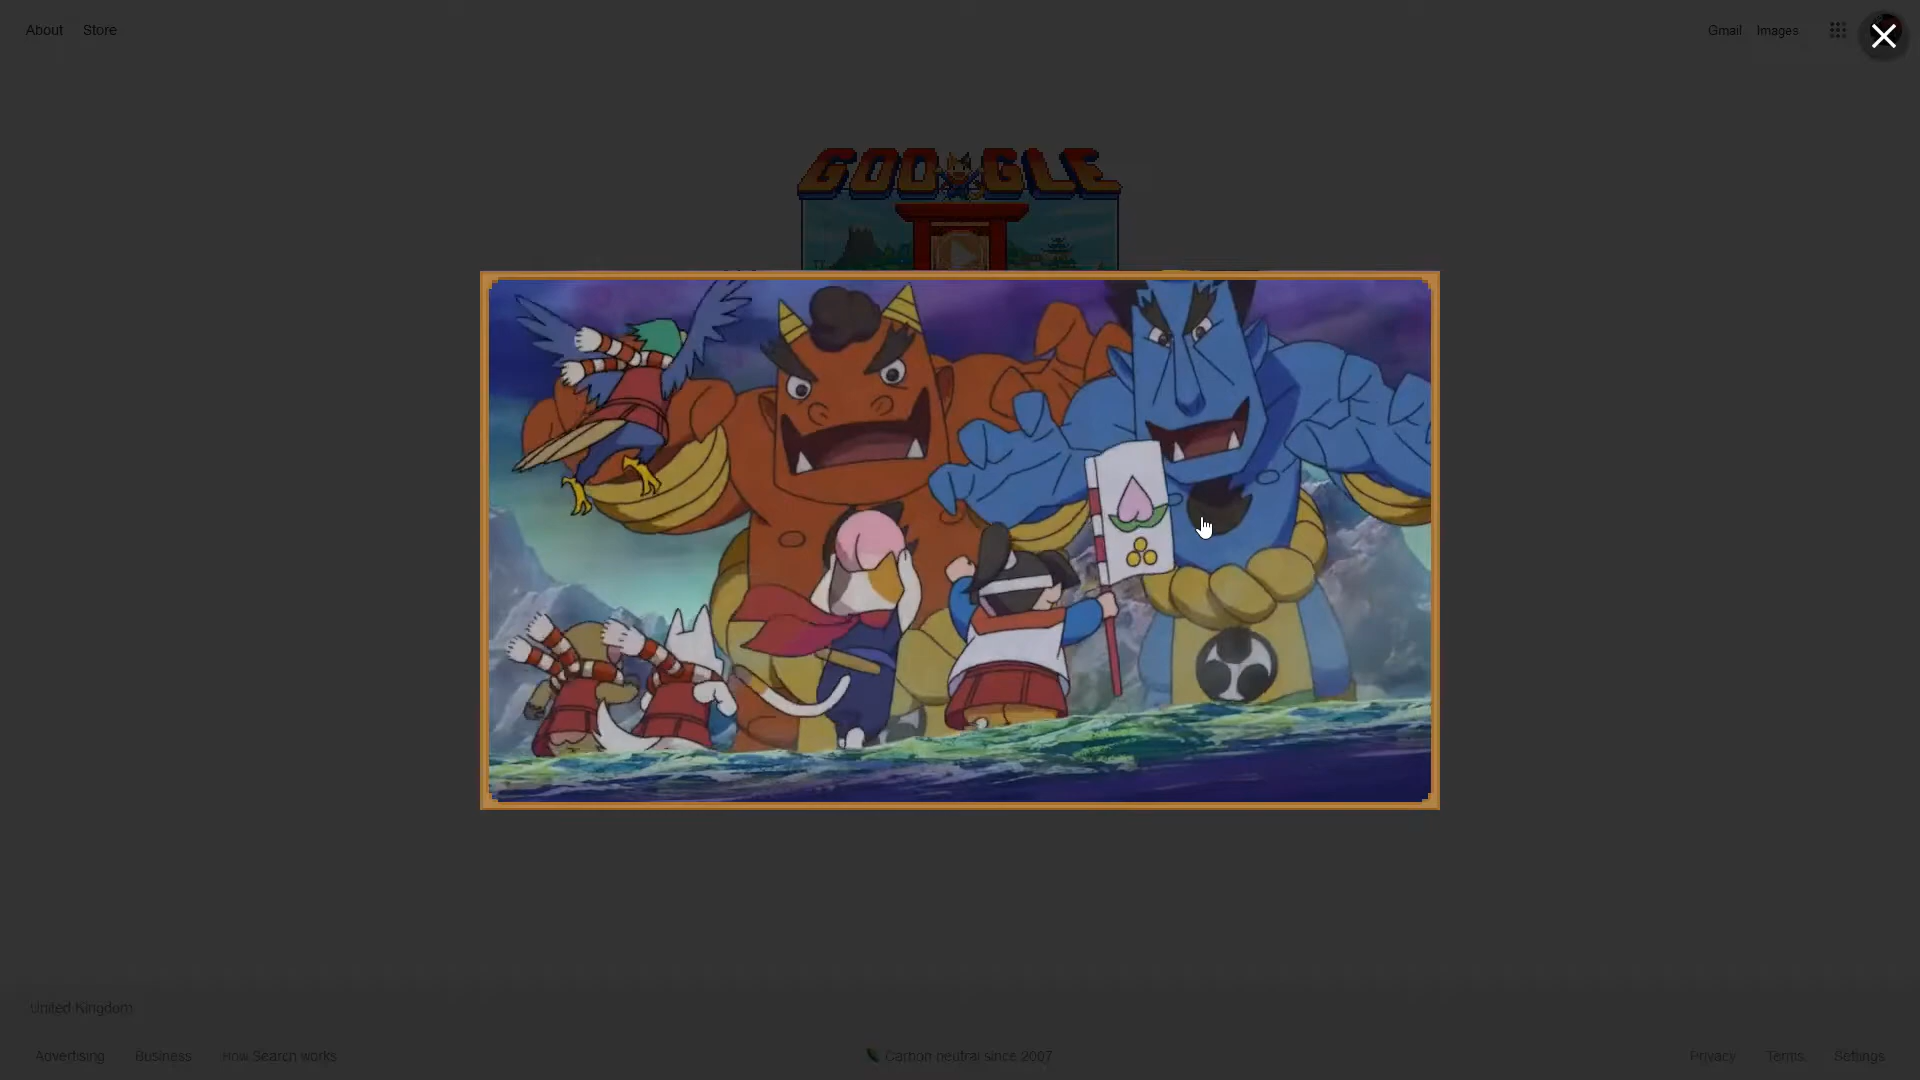 About Store
Gmail Images
GOOGLE
United Kingdom
Advertising Business How Search works
Carbon neutral since 2007
Privacy Terms Settings